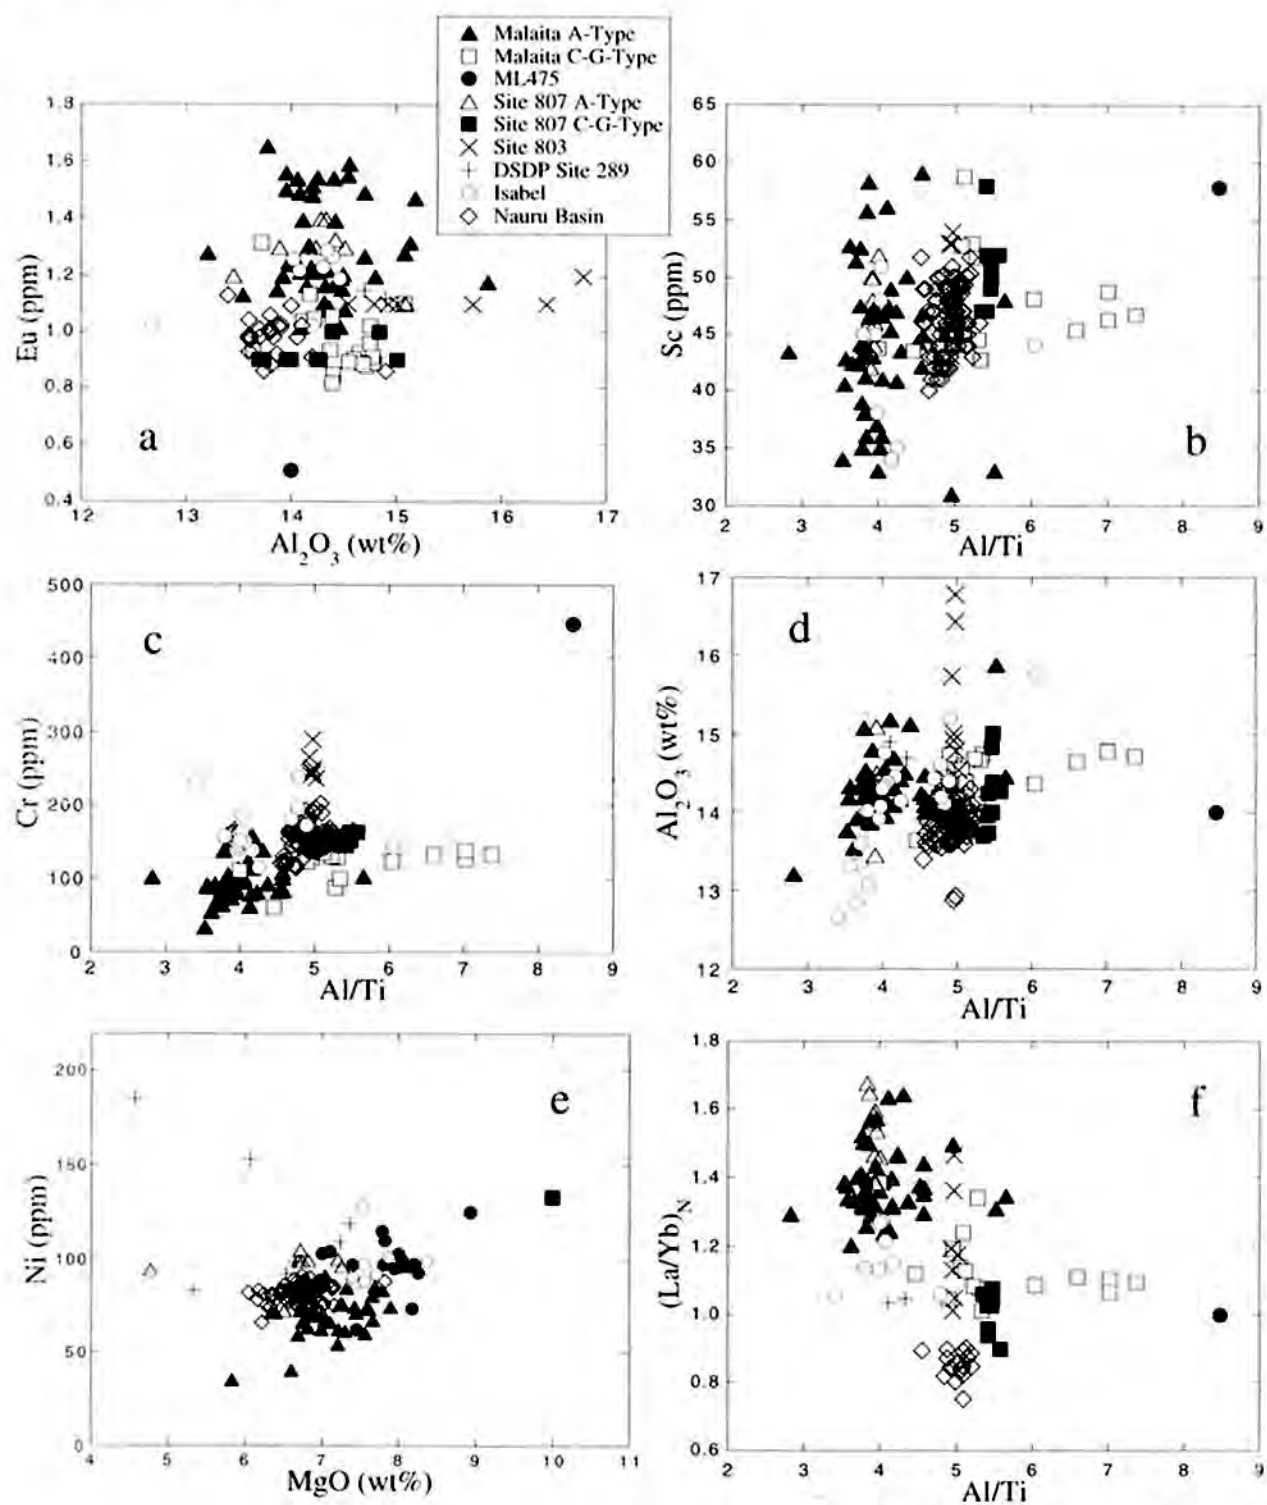 Malaita A-Type
Malaita C-G-Type
ML475
Site 807 A-Type
Site 807 C-G-Type
Site 803
DSDP Site 289
Isabel
Nauru Basin
1.8
1.6
1.4
1.2
1.0
0.8
0.6
0.4
Eu (ppm)
a
12 13 14 15 16 17
Al₂O₃ (wt%)
65
60
55
50
45
40
35
30
Sc (ppm)
b
2 3 4 5 6 7 8 9
Al/Ti
500
400
300
200
100
0
Cr (ppm)
c
2 3 4 5 6 7 8 9
Al/Ti
17
16
15
14
13
12
Al₂O₃ (wt%)
d
2 3 4 5 6 7 8 9
Al/Ti
200
150
100
50
0
Ni (ppm)
e
4 5 6 7 8 9 10 11
MgO (wt%)
1.8
1.6
1.4
1.2
1.0
0.8
0.6
(La/Yb)N
f
2 3 4 5 6 7 8 9
Al/Ti